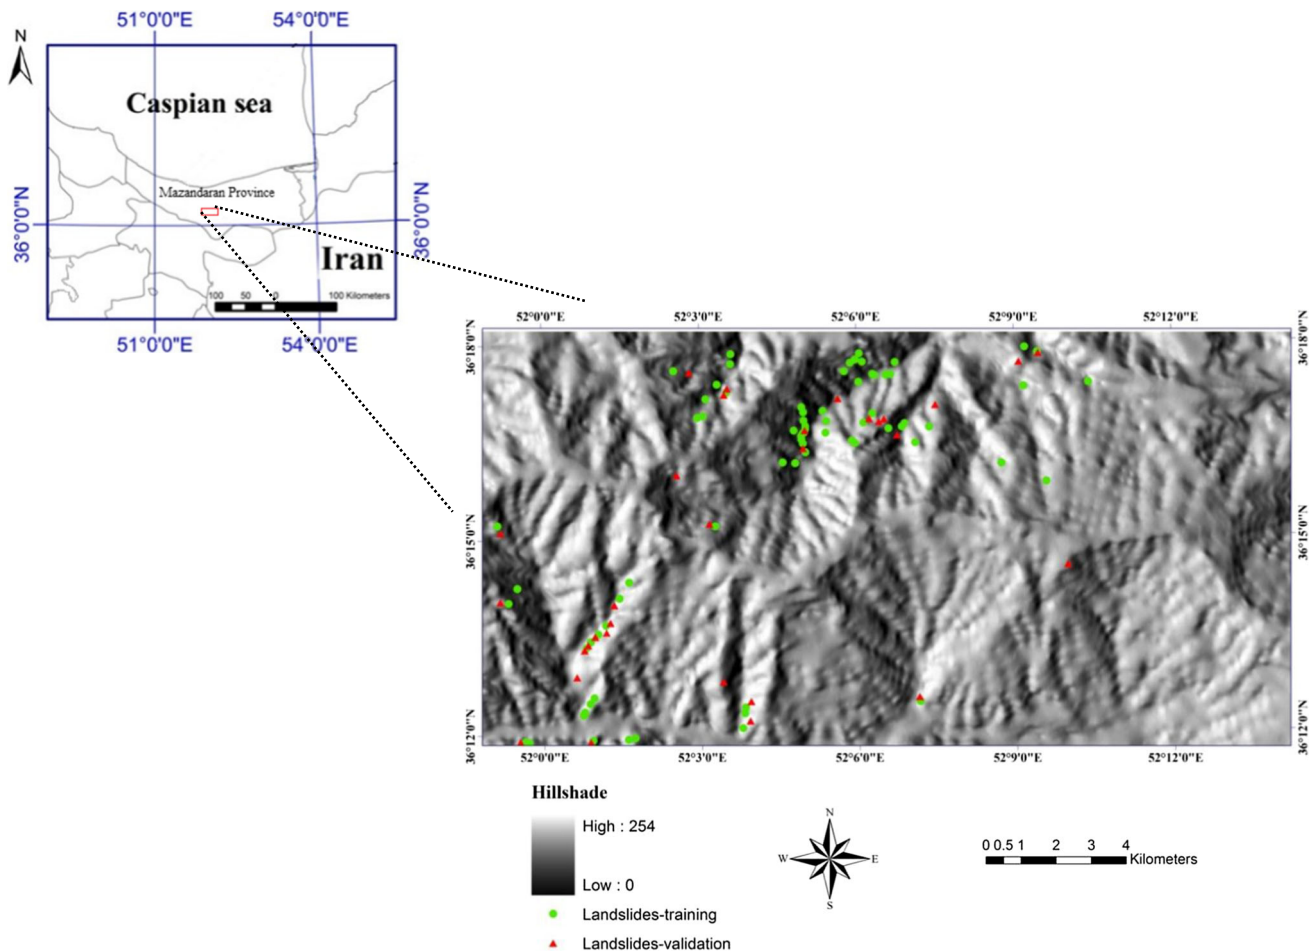 51°0'0"E 54°0'0"E
N
Caspian sea
Mazandaran Province
36°0'0"N
36°0'0"N
Iran
100 50 0 100 Kilometers
51°0'0"E 54°0'0"E
52°0'0"E 52°3'0"E 52°6'0"E 52°9'0"E 52°12'0"E
36°18'0"N
36°18'0"N
36°15'0"N
36°15'0"N
36°12'0"N
36°12'0"N
52°0'0"E 52°3'0"E 52°6'0"E 52°9'0"E 52°12'0"E
Hillshade
High : 254
Low : 0
Landslides-training
Landslides-validation
N
W E
S
0 0.5 1 2 3 4
Kilometers